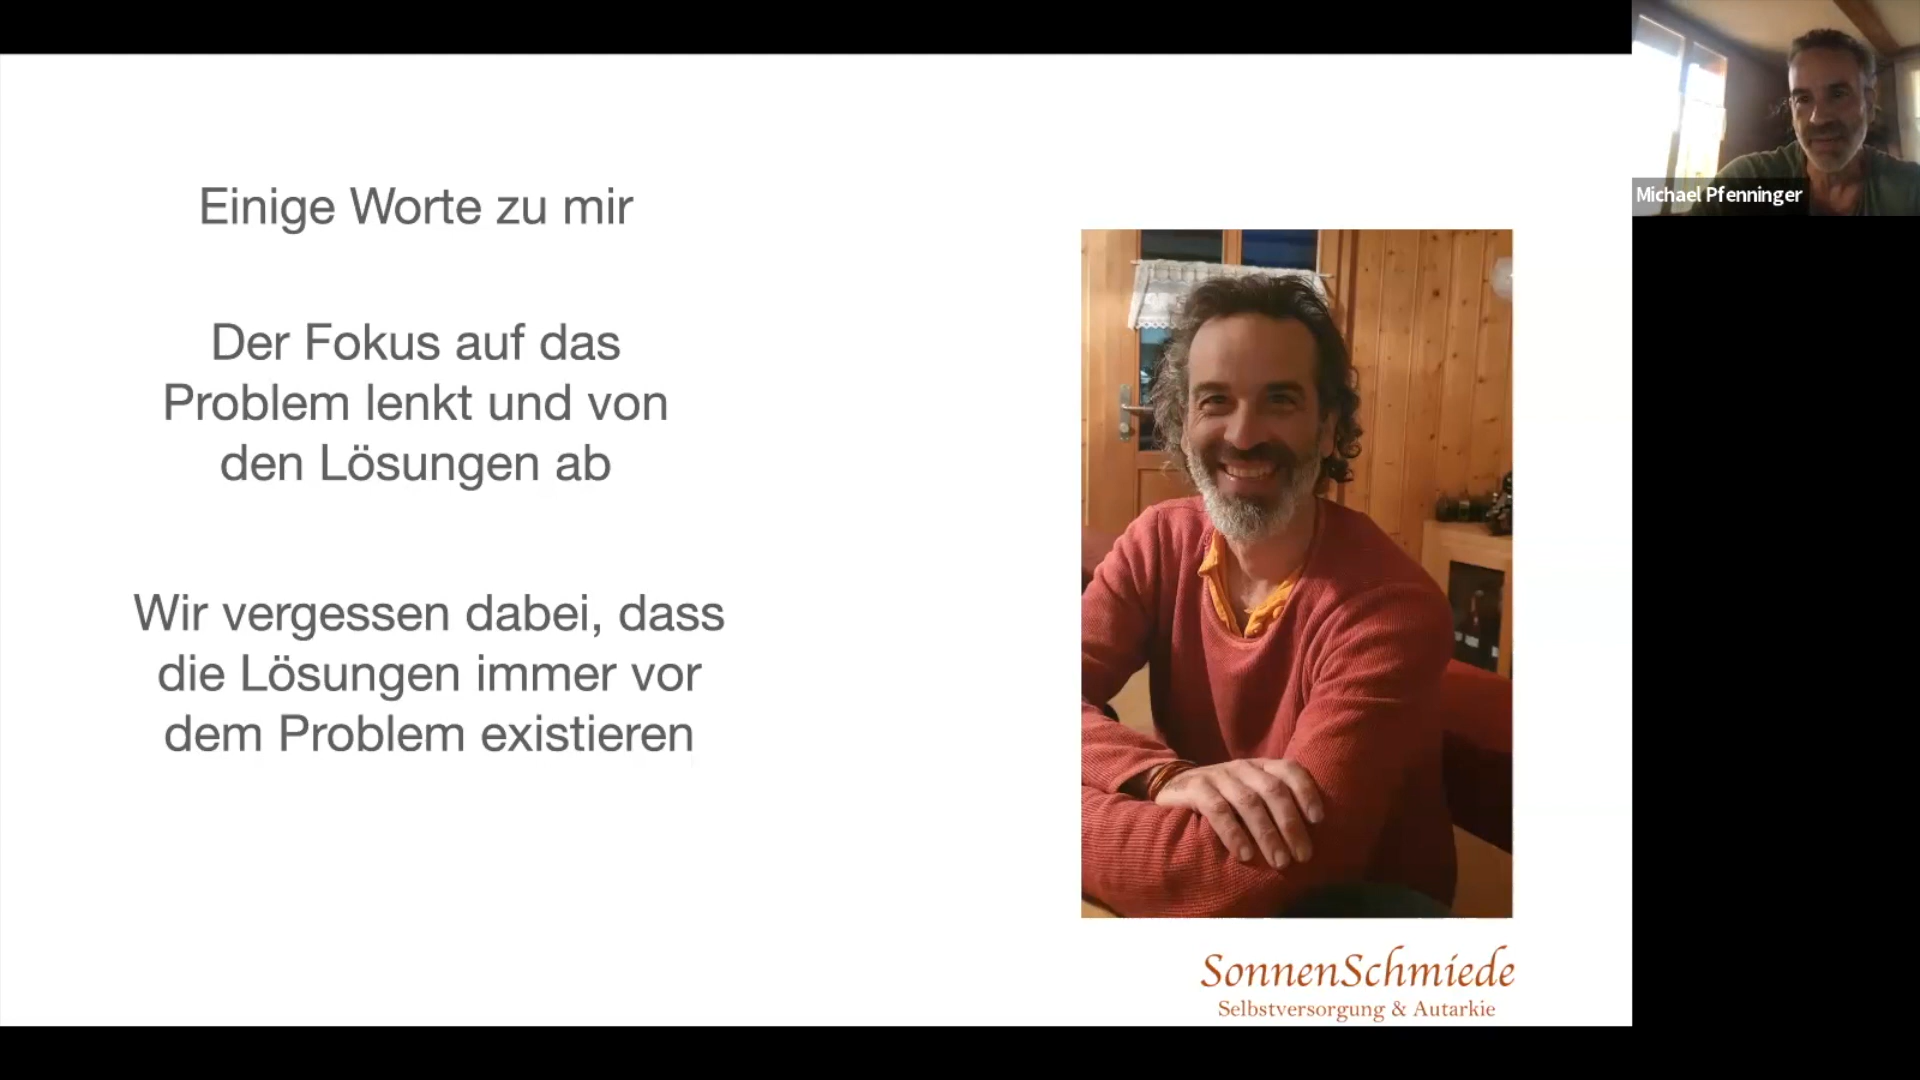 Einige Worte zu mir
Der Fokus auf das
Problem lenkt und von
den Lösungen ab
Wir vergessen dabei, dass
die Lösungen immer vor
dem Problem existieren
SonnenSchmiede
Selbstversorgung & Autarkie
Michael Pfenninger